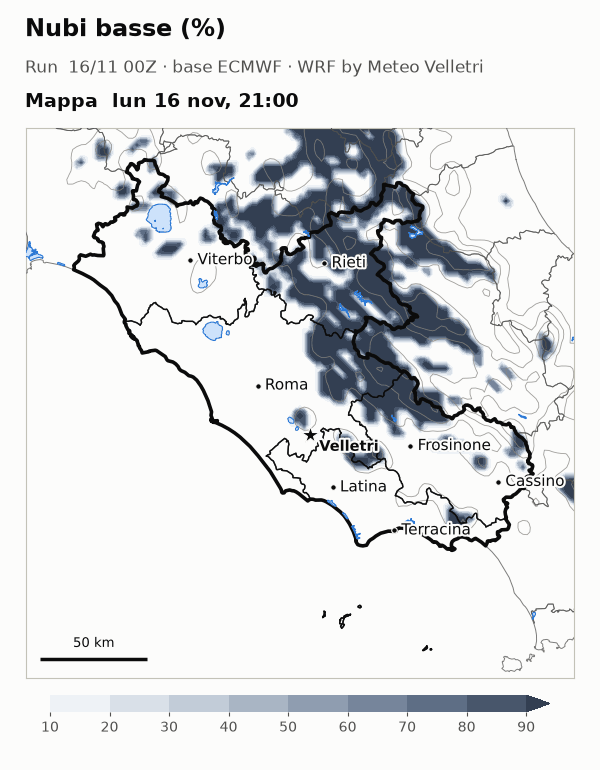 Nubi basse (%)
Run  16/11 00Z · base ECMWF · WRF by Meteo Velletri
Mappa  lun 16 nov, 21:00
Viterbo
Rieti
Roma
Velletri
Frosinone
Latina
Cassino
Terracina
50 km
10 20 30 40 50 60 70 80 90